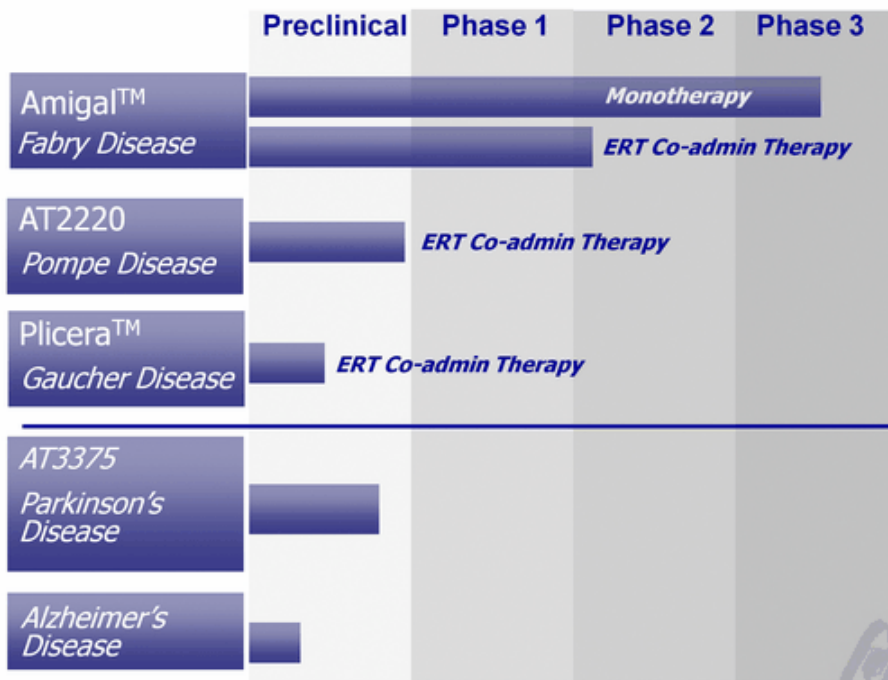 Preclinical Phase 1 Phase 2 Phase 3
Amigal™
Fabry Disease
Monotherapy
ERT Co-admin Therapy
AT2220
Pompe Disease
ERT Co-admin Therapy
Plicera™
Gaucher Disease
ERT Co-admin Therapy
AT3375
Parkinson's
Disease
Alzheimer's
Disease